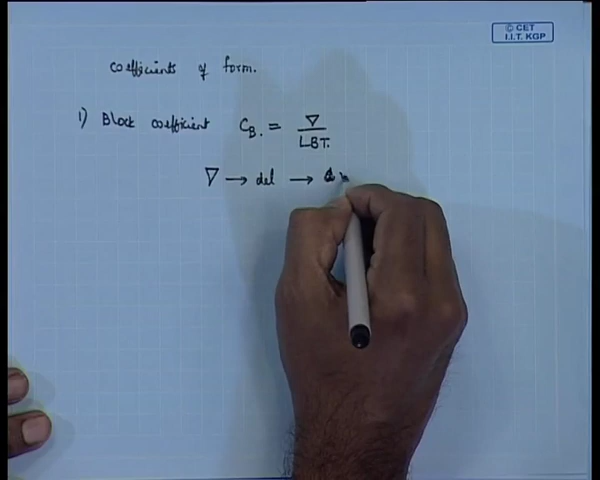 © CET
I.I.T. KGP
coefficients of form.
1) Block coefficient C_B. = ∇ / LBT.
∇ → del →